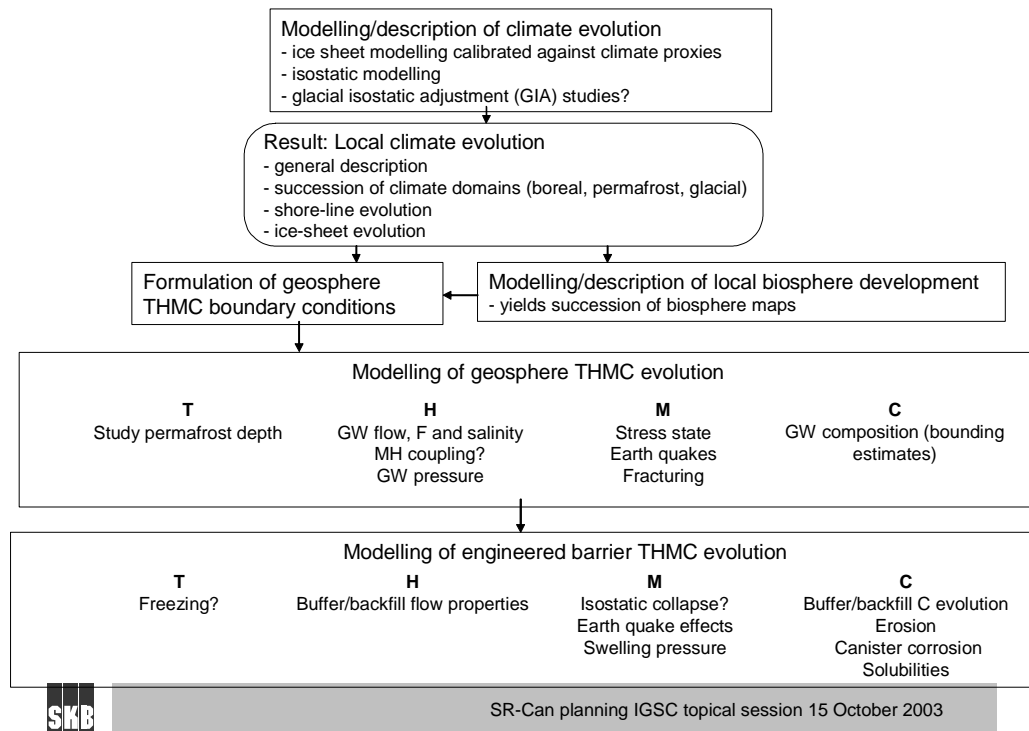 Modelling/description of climate evolution
- ice sheet modelling calibrated against climate proxies
- isostatic modelling
- glacial isostatic adjustment (GIA) studies?
Result: Local climate evolution
- general description
- succession of climate domains (boreal, permafrost, glacial)
- shore-line evolution
- ice-sheet evolution
Formulation of geosphere
THMC boundary conditions
Modelling/description of local biosphere development
- yields succession of biosphere maps
Modelling of geosphere THMC evolution
T
Study permafrost depth
H
GW flow, F and salinity
MH coupling?
GW pressure
M
Stress state
Earth quakes
Fracturing
C
GW composition (bounding
estimates)
Modelling of engineered barrier THMC evolution
T
Freezing?
H
Buffer/backfill flow properties
M
Isostatic collapse?
Earth quake effects
Swelling pressure
C
Buffer/backfill C evolution
Erosion
Canister corrosion
Solubilities
SKB
SR-Can planning IGSC topical session 15 October 2003